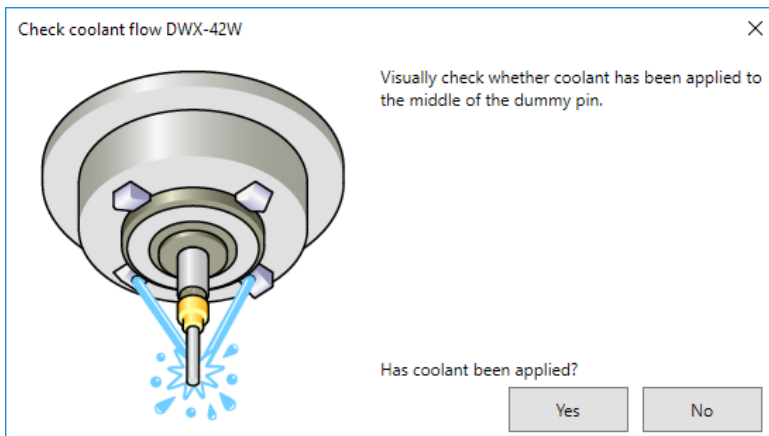 Check coolant flow DWX-42W
Visually check whether coolant has been applied to
the middle of the dummy pin.
Has coolant been applied?
Yes
No